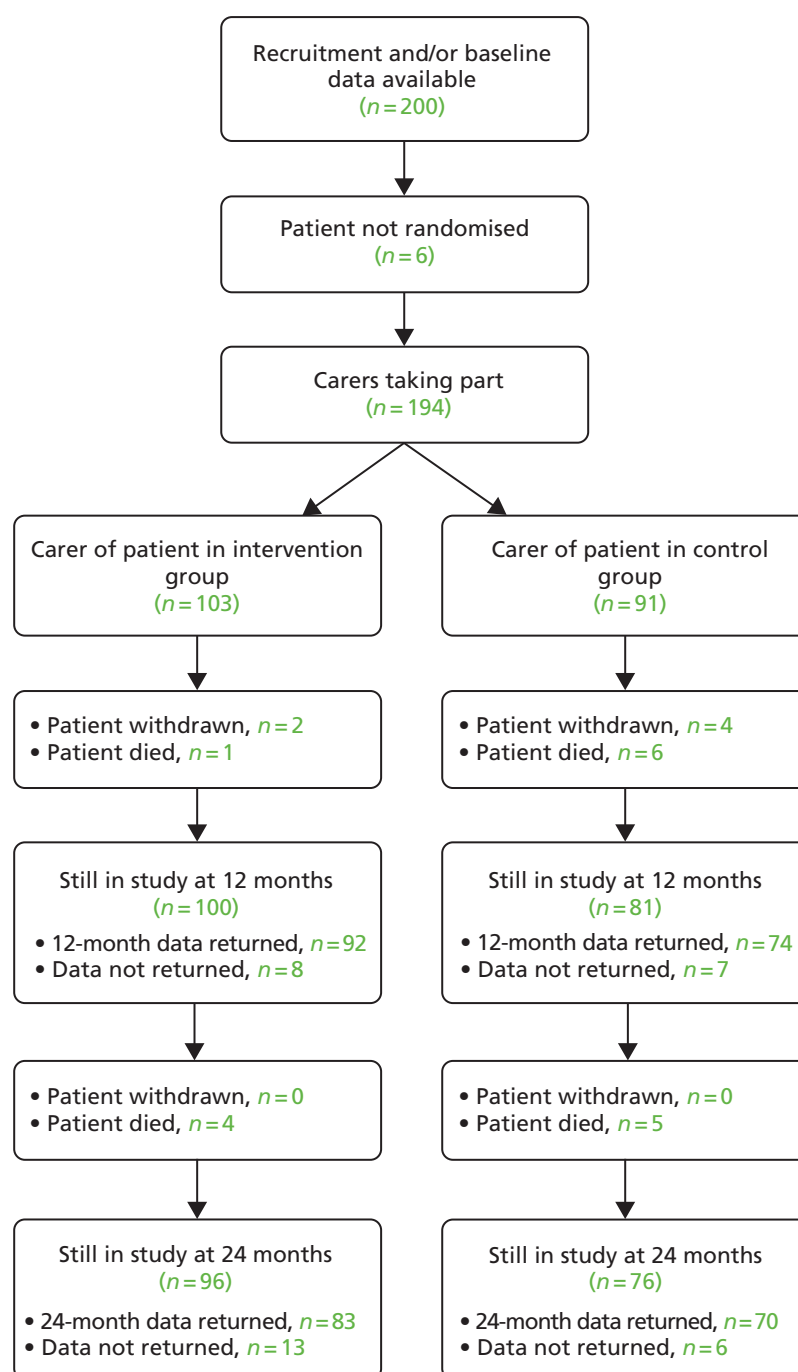 Recruitment and/or baseline
data available
(n=200)
Patient not randomised
(n=6)
Carers taking part
(n=194)
Carer of patient in intervention
group
(n=103)
Carer of patient in control
group
(n=91)
• Patient withdrawn, n=2
• Patient died, n=1
• Patient withdrawn, n=4
• Patient died, n=6
Still in study at 12 months
(n=100)
• 12-month data returned, n=92
• Data not returned, n=8
Still in study at 12 months
(n=81)
• 12-month data returned, n=74
• Data not returned, n=7
• Patient withdrawn, n=0
• Patient died, n=4
• Patient withdrawn, n=0
• Patient died, n=5
Still in study at 24 months
(n=96)
• 24-month data returned, n=83
• Data not returned, n=13
Still in study at 24 months
(n=76)
• 24-month data returned, n=70
• Data not returned, n=6